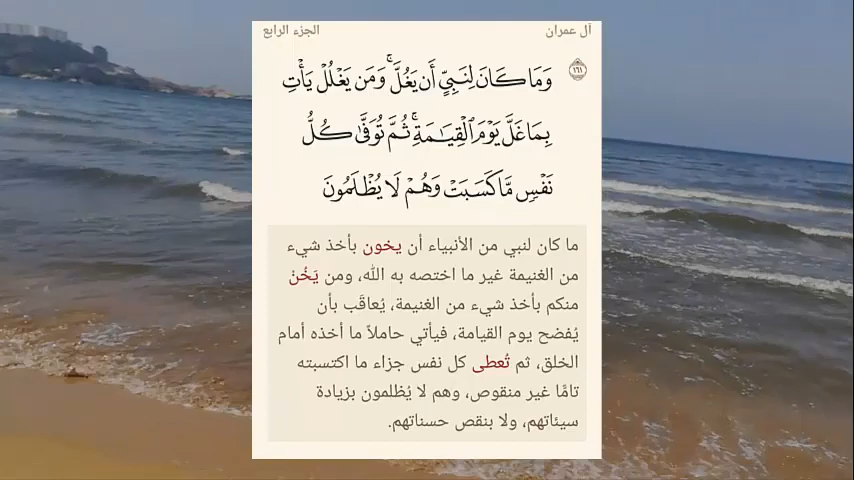 آل عمران الجزء الرابع
١٦١ وَمَا كَانَ لِنَبِيٍّ أَن يَغُلَّ ۚ وَمَن يَغْلُلْ يَأْتِ
بِمَا غَلَّ يَوْمَ ٱلْقِيَـٰمَةِ ۚ ثُمَّ تُوَفَّىٰ كُلُّ
نَفْسٍ مَّا كَسَبَتْ وَهُمْ لَا يُظْلَمُونَ
ما كان لنبي من الأنبياء أن يخون بأخذ شيء
من الغنيمة غير ما اختصه به الله، ومن يَخُنْ
منكم بأخذ شيء من الغنيمة، يُعاقَب بأن
يُفضح يوم القيامة، فيأتي حاملاً ما أخذه أمام
الخلق، ثم تُعطى كل نفس جزاء ما اكتسبته
تامًّا غير منقوص، وهم لا يُظلمون بزيادة
سيئاتهم، ولا بنقص حسناتهم.